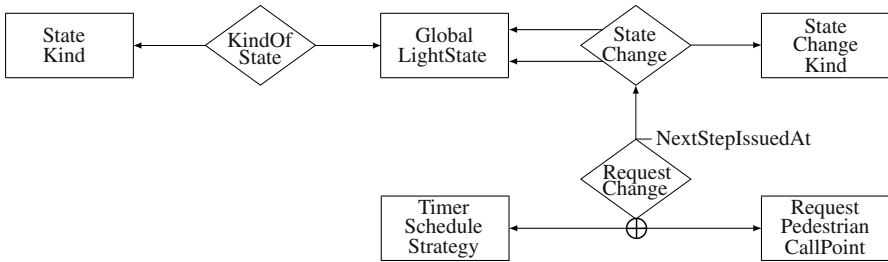 State
Kind
KindOf
State
Global
LightState
State
Change
State
Change
Kind
NextStepIssuedAt
Request
Change
Timer
Schedule
Strategy
Request
Pedestrian
CallPoint